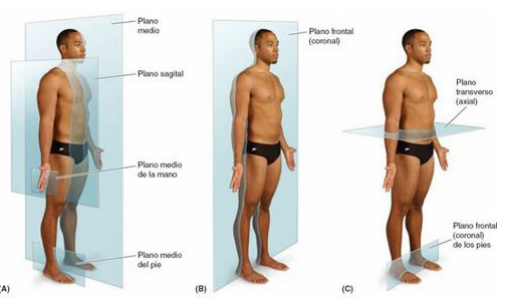 Plano
medio
Plano sagital
Plano medio
de la mano
Plano medio
del pie
(A)
Plano frontal
(coronal)
(B)
Plano
transverso
(axial)
Plano frontal
(coronal)
de los pies
(C)